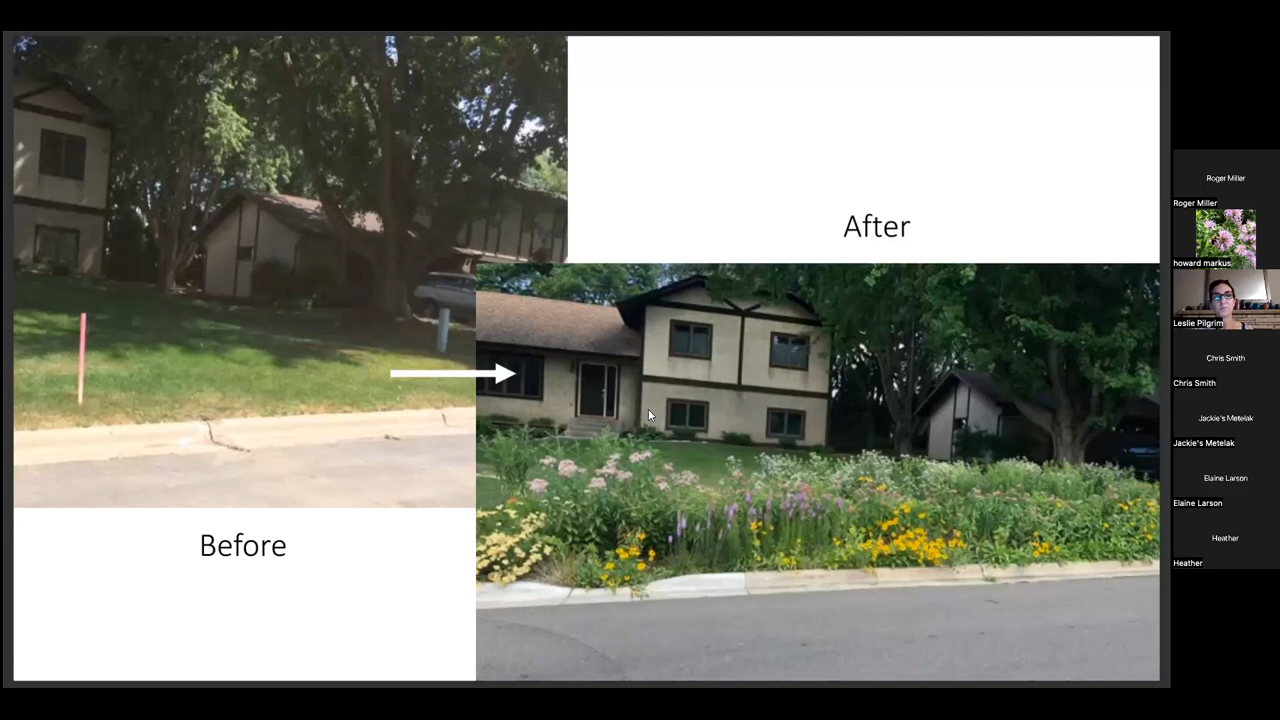 After
Before
Roger Miller
Roger Miller
howard markus
Leslie Pilgrim
Chris Smith
Chris Smith
Jackie's Metelak
Jackie's Metelak
Elaine Larson
Elaine Larson
Heather
Heather